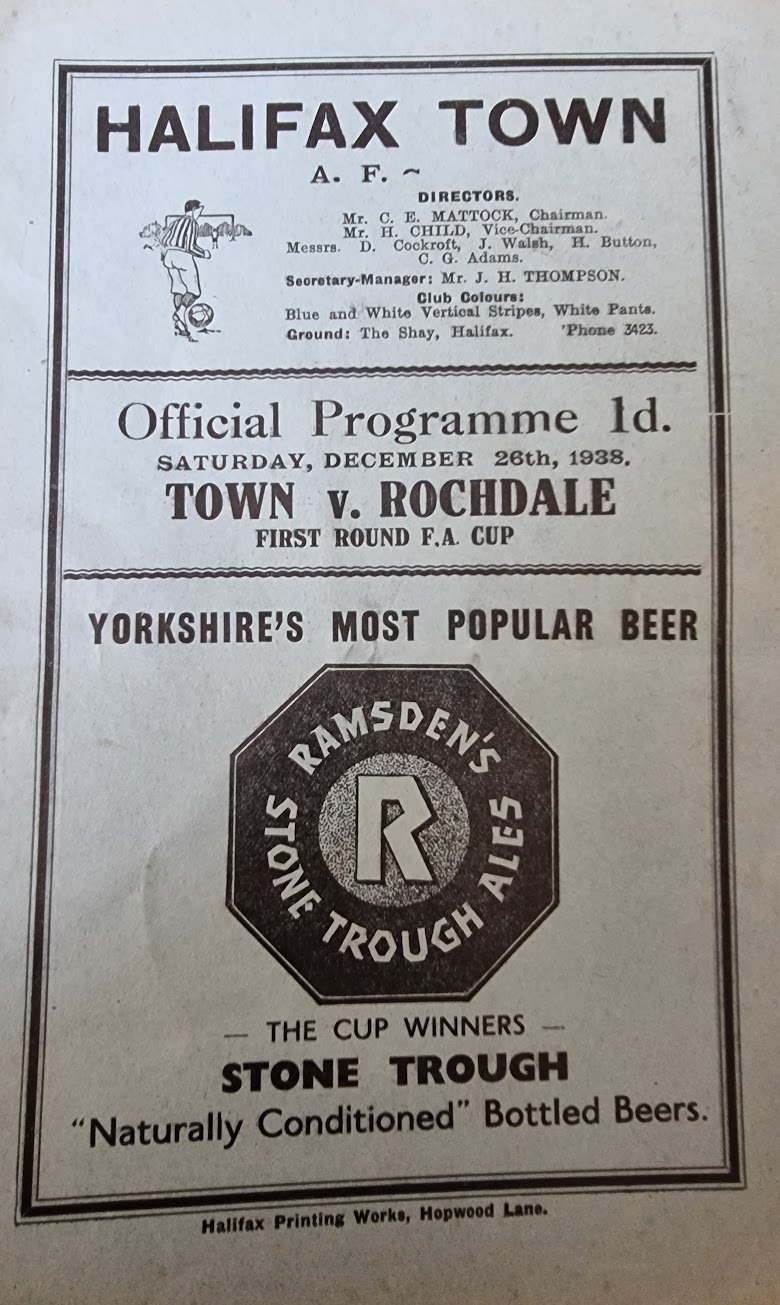 HALIFAX TOWN
A. F. ~
DIRECTORS.
Mr. C. E. MATTOCK, Chairman.
Mr. H. CHILD, Vice-Chairman.
Messrs. D. Cockroft, J. Walsh, H. Button,
C. G. Adams.
Secretary-Manager: Mr. J. H. THOMPSON.
Club Colours:
Blue and White Vertical Stripes, White Pants.
Ground: The Shay, Halifax. 'Phone 3423.
Official Programme 1d.
SATURDAY, DECEMBER 26th, 1938.
TOWN v. ROCHDALE
FIRST ROUND F.A. CUP
YORKSHIRE'S MOST POPULAR BEER
RAMSDEN'S
R
STONE TROUGH ALES
— THE CUP WINNERS —
STONE TROUGH
"Naturally Conditioned" Bottled Beers.
Halifax Printing Works, Hopwood Lane.